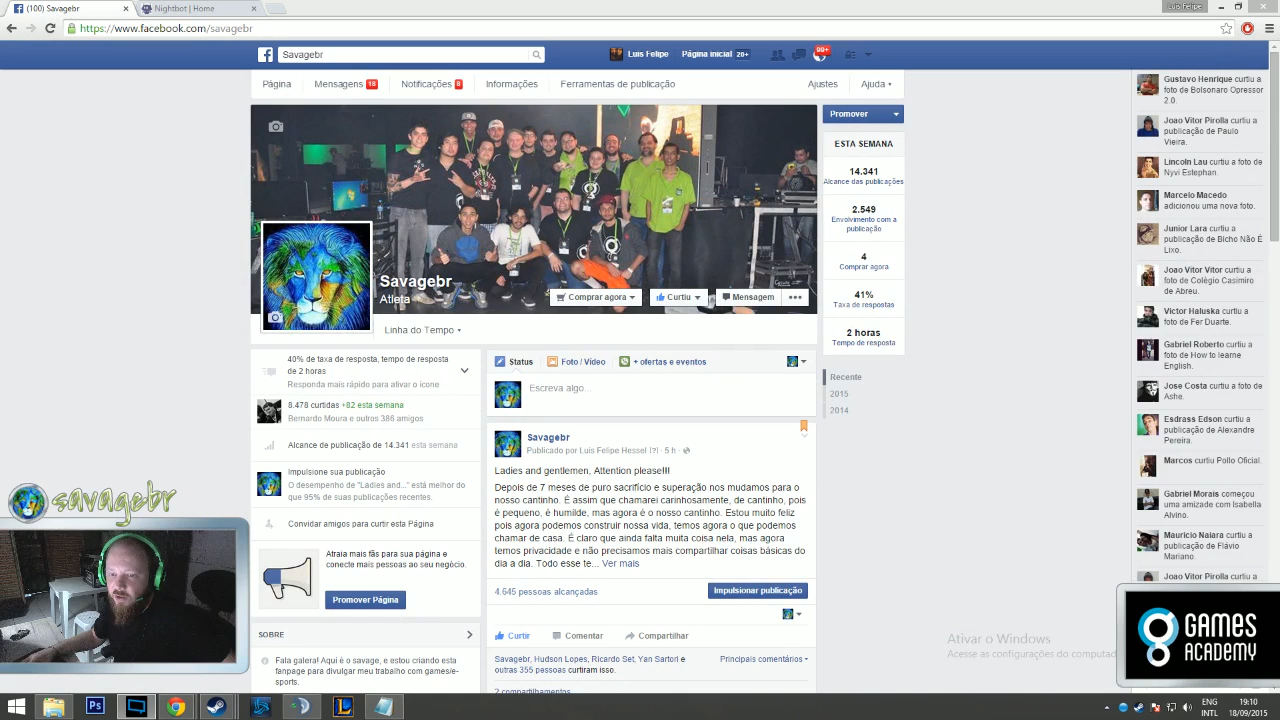 (100) Savagebr
Nightbot | Home
Luis Felipe
https://www.facebook.com/savagebr
Savagebr
Luis Felipe
Página inicial 20+
99+
Página
Mensagens 18
Notificações 8
Informações
Ferramentas de publicação
Ajustes
Ajuda
Savagebr
Atleta
Comprar agora
Curtiu
Mensagem
Linha do Tempo
Promover
ESTA SEMANA
14.341
Alcance das publicações
2.549
Envolvimento com a
publicação
4
Comprar agora
41%
Taxa de respostas
2 horas
Tempo de resposta
Recente
2015
2014
40% de taxa de resposta, tempo de resposta
de 2 horas
Responda mais rápido para ativar o ícone
8.478 curtidas +82 esta semana
Bernardo Moura e outros 386 amigos
Alcance de publicação de 14.341 esta semana
Impulsione sua publicação
O desempenho de "Ladies and..." está melhor do
que 95% de suas publicações recentes.
Convidar amigos para curtir esta Página
Atraia mais fãs para sua página e
conecte mais pessoas ao seu negócio.
Promover Página
SOBRE
Fala galera! Aqui é o savage, e estou criando esta
fanpage para divulgar meu trabalho com games/e-
sports.
Status
Foto / Vídeo
+ ofertas e eventos
Escreva algo...
Savagebr
Publicado por Luis Felipe Hessel !?! · 5 h ·
Ladies and gentlemen, Attention please!!!
Depois de 7 meses de puro sacrifício e superação nos mudamos para o
nosso cantinho. É assim que chamarei carinhosamente, de cantinho, pois
é pequeno, é humilde, mas agora é o nosso cantinho. Estou muito feliz
pois agora podemos construir nossa vida, temos agora o que podemos
chamar de casa. É claro que ainda falta muita coisa nela, mas agora
temos privacidade e não precisamos mais compartilhar coisas básicas do
dia a dia. Todo esse te... Ver mais
4.645 pessoas alcançadas
Impulsionar publicação
Curtir
Comentar
Compartilhar
Savagebr, Hudson Lopes, Ricardo Set, Yan Sartori e
outras 355 pessoas curtiram isso.
Principais comentários
2 compartilhamentos
Gustavo Henrique curtiu a
foto de Bolsonaro Opressor
2.0.
Joao Vitor Pirolla curtiu a
publicação de Paulo
Vieira.
Lincoln Lau curtiu a foto de
Nyvi Estephan.
Marcelo Macedo
adicionou uma nova foto.
Junior Lara curtiu a
publicação de Bicho Não É
Lixo.
Joao Vitor Vitor curtiu a
foto de Colégio Casimiro
de Abreu.
Victor Haluska curtiu a
foto de Fer Duarte.
Gabriel Roberto curtiu a
foto de How to learne
English.
Jose Costa curtiu a foto de
Ashe.
Esdrass Edson curtiu a
publicação de Alexandre
Pereira.
Marcos curtiu Pollo Oficial.
Gabriel Morais começou
uma amizade com Isabella
Alvino.
Mauricio Naiara curtiu a
publicação de Flávio
Mariano.
Joao Vitor Pirolla curtiu a
savagebr
Ativar o Windows
Acesse as configurações do computad
GAMES
ACADEMY
ENG
INTL
19:10
18/09/2015